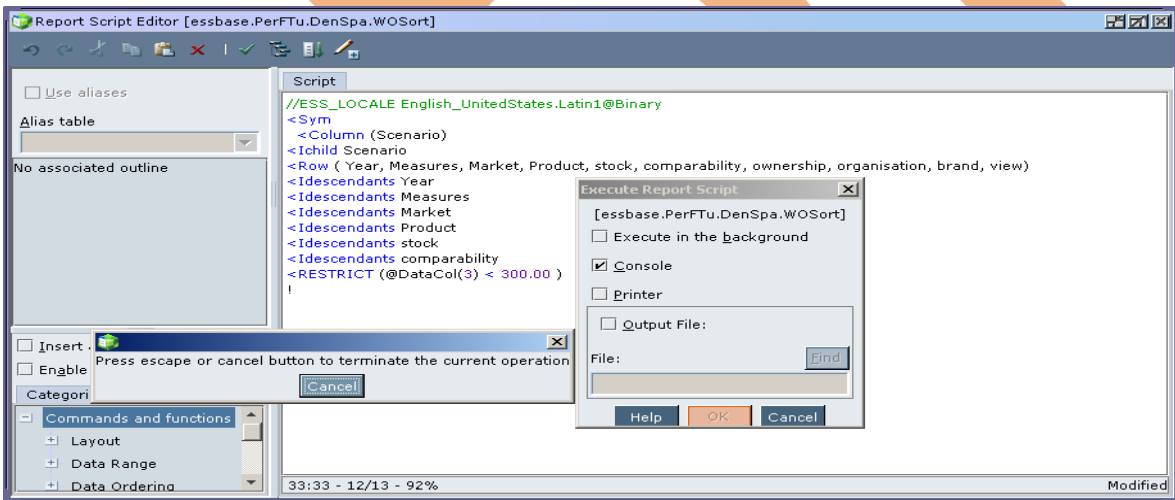 Report Script Editor [essbase.PerFTu.DenSpa.WOSort]
Use aliases
Alias table
No associated outline
Script
//ESS_LOCALE English_UnitedStates.Latin1@Binary
<Sym
<Column (Scenario)
<Ichild Scenario
<Row ( Year, Measures, Market, Product, stock, comparability, ownership, organisation, brand, view)
<Idescendants Year
<Idescendants Measures
<Idescendants Market
<Idescendants Product
<Idescendants stock
<Idescendants comparability
<RESTRICT (@DataCol(3) < 300.00 )
!
Execute Report Script
[essbase.PerFTu.DenSpa.WOSort]
Execute in the background
Console
Printer
Output File:
File:
Find
Help OK Cancel
Insert
Enable
Press escape or cancel button to terminate the current operation
Cancel
Categori
Commands and functions
Layout
Data Range
Data Ordering
33:33 - 12/13 - 92%
Modified